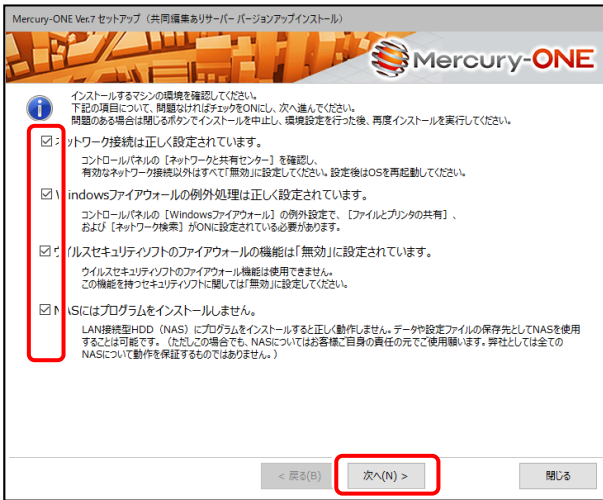 Mercury-ONE Ver.7 セットアップ（共同編集ありサーバー バージョンアップインストール）
Mercury-ONE
インストールするマシンの環境を確認してください。
下記の項目について、問題なければチェックをONにし、次へ進んでください。
問題のある場合は閉じるボタンでインストールを中止し、環境設定を行った後、再度インストールを実行してください。
ットワーク接続は正しく設定されています。
コントロールパネルの［ネットワークと共有センター］を確認し、
有効なネットワーク接続以外はすべて「無効」に設定してください。設定後はOSを再起動してください。
indowsファイアウォールの例外処理は正しく設定されています。
コントロールパネルの［Windowsファイアウォール］の例外設定で、［ファイルとプリンタの共有］、
および［ネットワーク検索］がONに設定されている必要があります。
ウイルスセキュリティソフトのファイアウォールの機能は「無効」に設定されています。
ウイルスセキュリティソフトのファイアウォール機能は使用できません。
この機能を持つセキュリティソフトに関しては「無効」に設定してください。
NASにはプログラムをインストールしません。
LAN接続型HDD（NAS）にプログラムをインストールすると正しく動作しません。データや設定ファイルの保存先としてNASを使用
することは可能です。（ただしこの場合でも、NASについてはお客様ご自身の責任の元でご使用願います。弊社としては全ての
NASについて動作を保証するものではありません。）
< 戻る(B) 次へ(N) > 閉じる